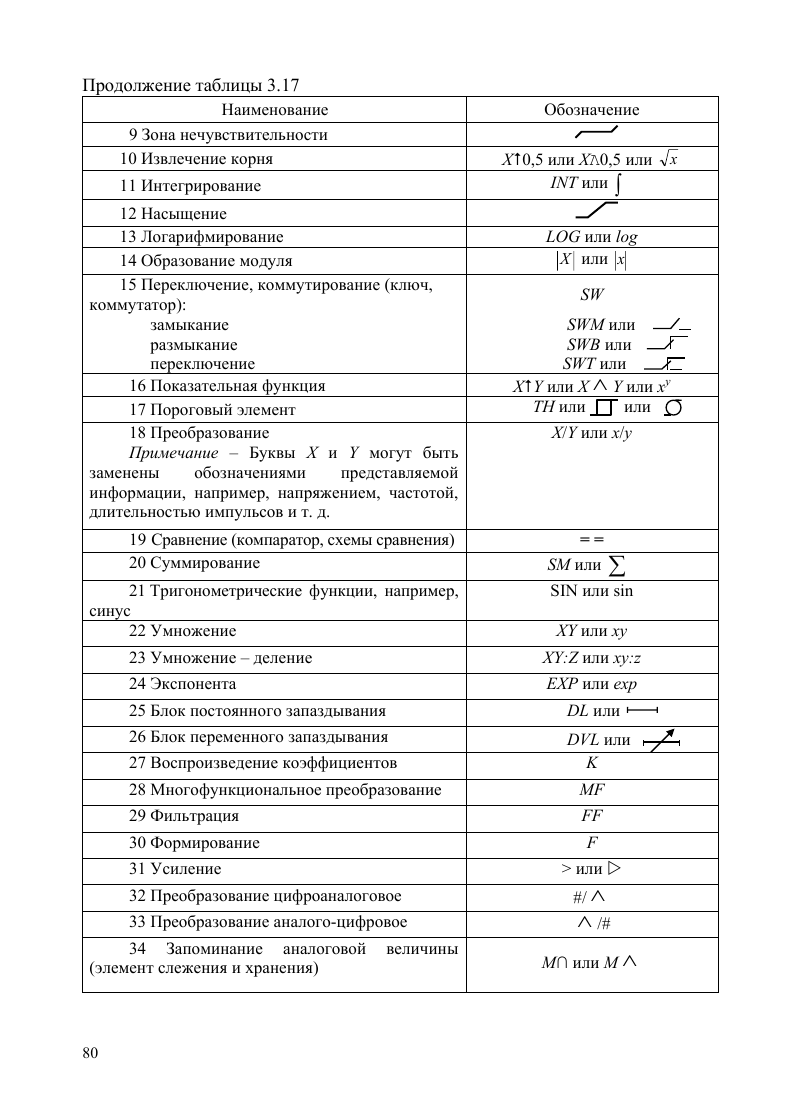 Продолжение таблицы 3.17
Наименование Обозначение
9 Зона нечувствительности
10 Извлечение корня X↑0,5 или X/\0,5 или √x
11 Интегрирование INT или ∫
12 Насыщение
13 Логарифмирование LOG или log
14 Образование модуля |X| или |x|
15 Переключение, коммутирование (ключ,
коммутатор): SW
замыкание SWM или
размыкание SWB или
переключение SWT или
16 Показательная функция X↑Y или X ∧ Y или xʸ
17 Пороговый элемент TH или или
18 Преобразование X/Y или x/y
Примечание – Буквы X и Y могут быть
заменены обозначениями представляемой
информации, например, напряжением, частотой,
длительностью импульсов и т. д.
19 Сравнение (компаратор, схемы сравнения) = =
20 Суммирование SM или ∑
21 Тригонометрические функции, например, SIN или sin
синус
22 Умножение XY или xy
23 Умножение – деление XY:Z или xy:z
24 Экспонента EXP или exp
25 Блок постоянного запаздывания DL или
26 Блок переменного запаздывания DVL или
27 Воспроизведение коэффициентов K
28 Многофункциональное преобразование MF
29 Фильтрация FF
30 Формирование F
31 Усиление > или ▷
32 Преобразование цифроаналоговое #/ ∧
33 Преобразование аналого-цифровое ∧ /#
34 Запоминание аналоговой величины
(элемент слежения и хранения) M∩ или M ∧
80